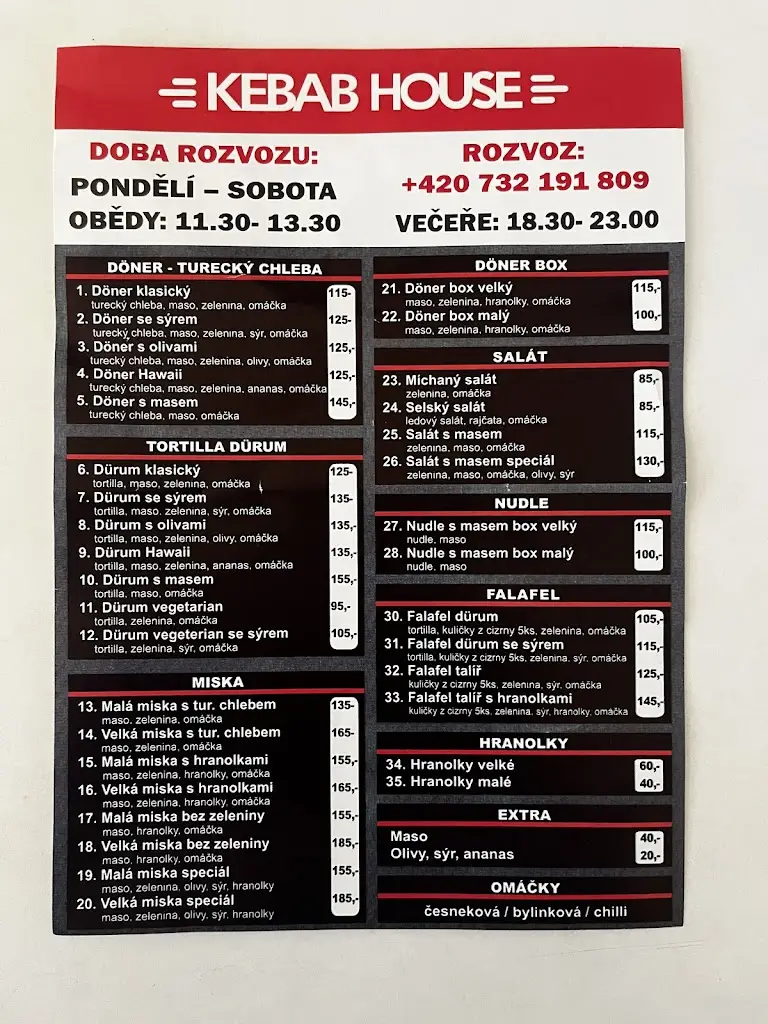 KEBAB HOUSE
DOBA ROZVOZU:
PONDĚLÍ – SOBOTA
OBĚDY: 11.30- 13.30
ROZVOZ:
+420 732 191 809
VEČEŘE: 18.30- 23.00
DÖNER - TURECKÝ CHLEBA
1. Döner klasický 115-
turecký chleba, maso, zelenina, omáčka
2. Döner se sýrem 125-
turecký chleba, maso, zelenina, sýr, omáčka
3. Döner s olivami 125,-
turecký chleba, maso, zelenina, olivy, omáčka
4. Döner Hawaii 125,-
turecký chleba, maso, zelenina, ananas, omáčka
5. Döner s masem 145,-
turecký chleba, maso, omáčka
TORTILLA DÜRUM
6. Dürum klasický 125-
tortilla, maso, zelenina, omáčka
7. Dürum se sýrem 135-
tortilla, maso, zelenina, sýr, omáčka
8. Dürum s olivami 135,-
tortilla, maso, zelenina, olivy, omáčka
9. Dürum Hawaii 135,-
tortilla, maso, zelenina, ananas, omáčka
10. Dürum s masem 155,-
tortilla, maso, omáčka
11. Dürum vegetarian 95,-
tortilla, zelenina, omáčka
12. Dürum vegeterian se sýrem 105,-
tortilla, zelenina, sýr, omáčka
MISKA
13. Malá miska s tur. chlebem 135-
maso, zelenina, omáčka
14. Velká miska s tur. chlebem 165-
maso, zelenina, omáčka
15. Malá miska s hranolkami 155,-
maso, zelenina, hranolky, omáčka
16. Velká miska s hranolkami 165,-
maso, zelenina, hranolky, omáčka
17. Malá miska bez zeleniny 155,-
maso, hranolky, omáčka
18. Velká miska bez zeleniny 185,-
maso, hranolky, omáčka
19. Malá miska speciál 155,-
maso, zelenina, olivy, sýr, hranolky
20. Velká miska speciál 185,-
maso, zelenina, olivy, sýr, hranolky
DÖNER BOX
21. Döner box velký 115,-
maso, zelenina, hranolky, omáčka
22. Döner box malý 100,-
maso, zelenina, hranolky, omáčka
SALÁT
23. Míchaný salát 85,-
zelenina, omáčka
24. Selský salát 85,-
ledový salát, rajčata, omáčka
25. Salát s masem 115,-
zelenina, maso, omáčka
26. Salát s masem speciál 130,-
zelenina, maso, omáčka, olivy, sýr
NUDLE
27. Nudle s masem box velký 115,-
nudle, maso
28. Nudle s masem box malý 100,-
nudle, maso
FALAFEL
30. Falafel dürum 105,-
tortilla, kuličky z cizrny 5ks, zelenina, omáčka
31. Falafel dürum se sýrem 115,-
tortilla, kuličky z cizrny 5ks, zelenina, sýr, omáčka
32. Falafel talíř 125,-
kuličky z cizrny 5ks, zelenina, sýr, omáčka
33. Falafel talíř s hranolkami 145,-
kuličky z cizrny 5ks, zelenina, sýr, hranolky, omáčka
HRANOLKY
34. Hranolky velké 60,-
35. Hranolky malé 40,-
EXTRA
Maso 40,-
Olivy, sýr, ananas 20,-
OMÁČKY
česneková / bylinková / chilli